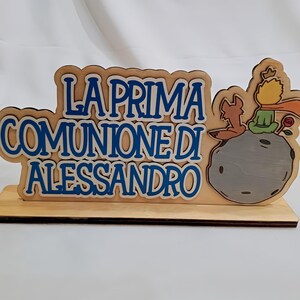 LA PRIMA
COMUNIONE DI
ALESSANDRO